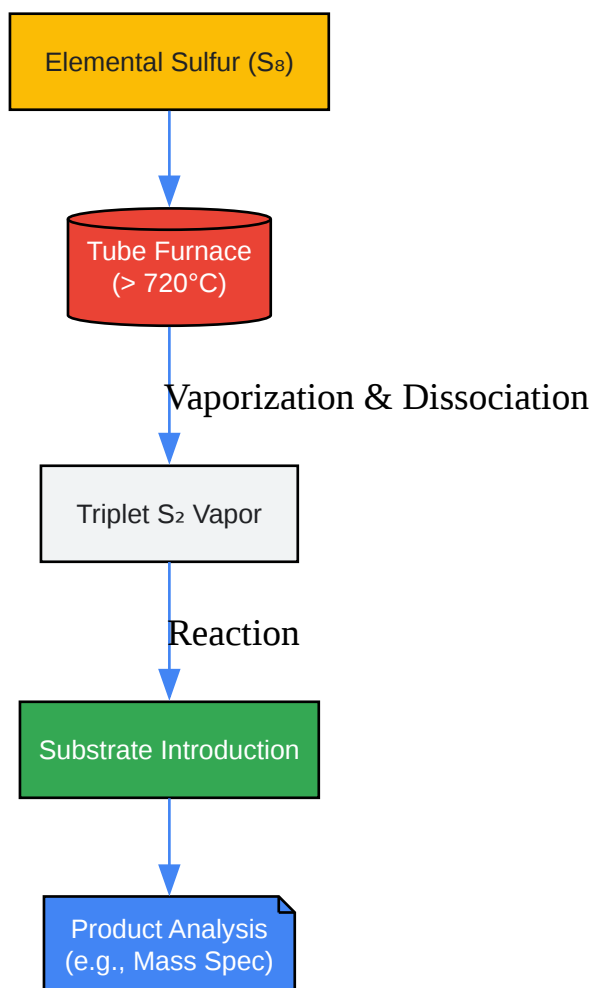 Elemental Sulfur (S₈)
Tube Furnace
(> 720°C)
Vaporization & Dissociation
Triplet S₂ Vapor
Reaction
Substrate Introduction
Product Analysis
(e.g., Mass Spec)